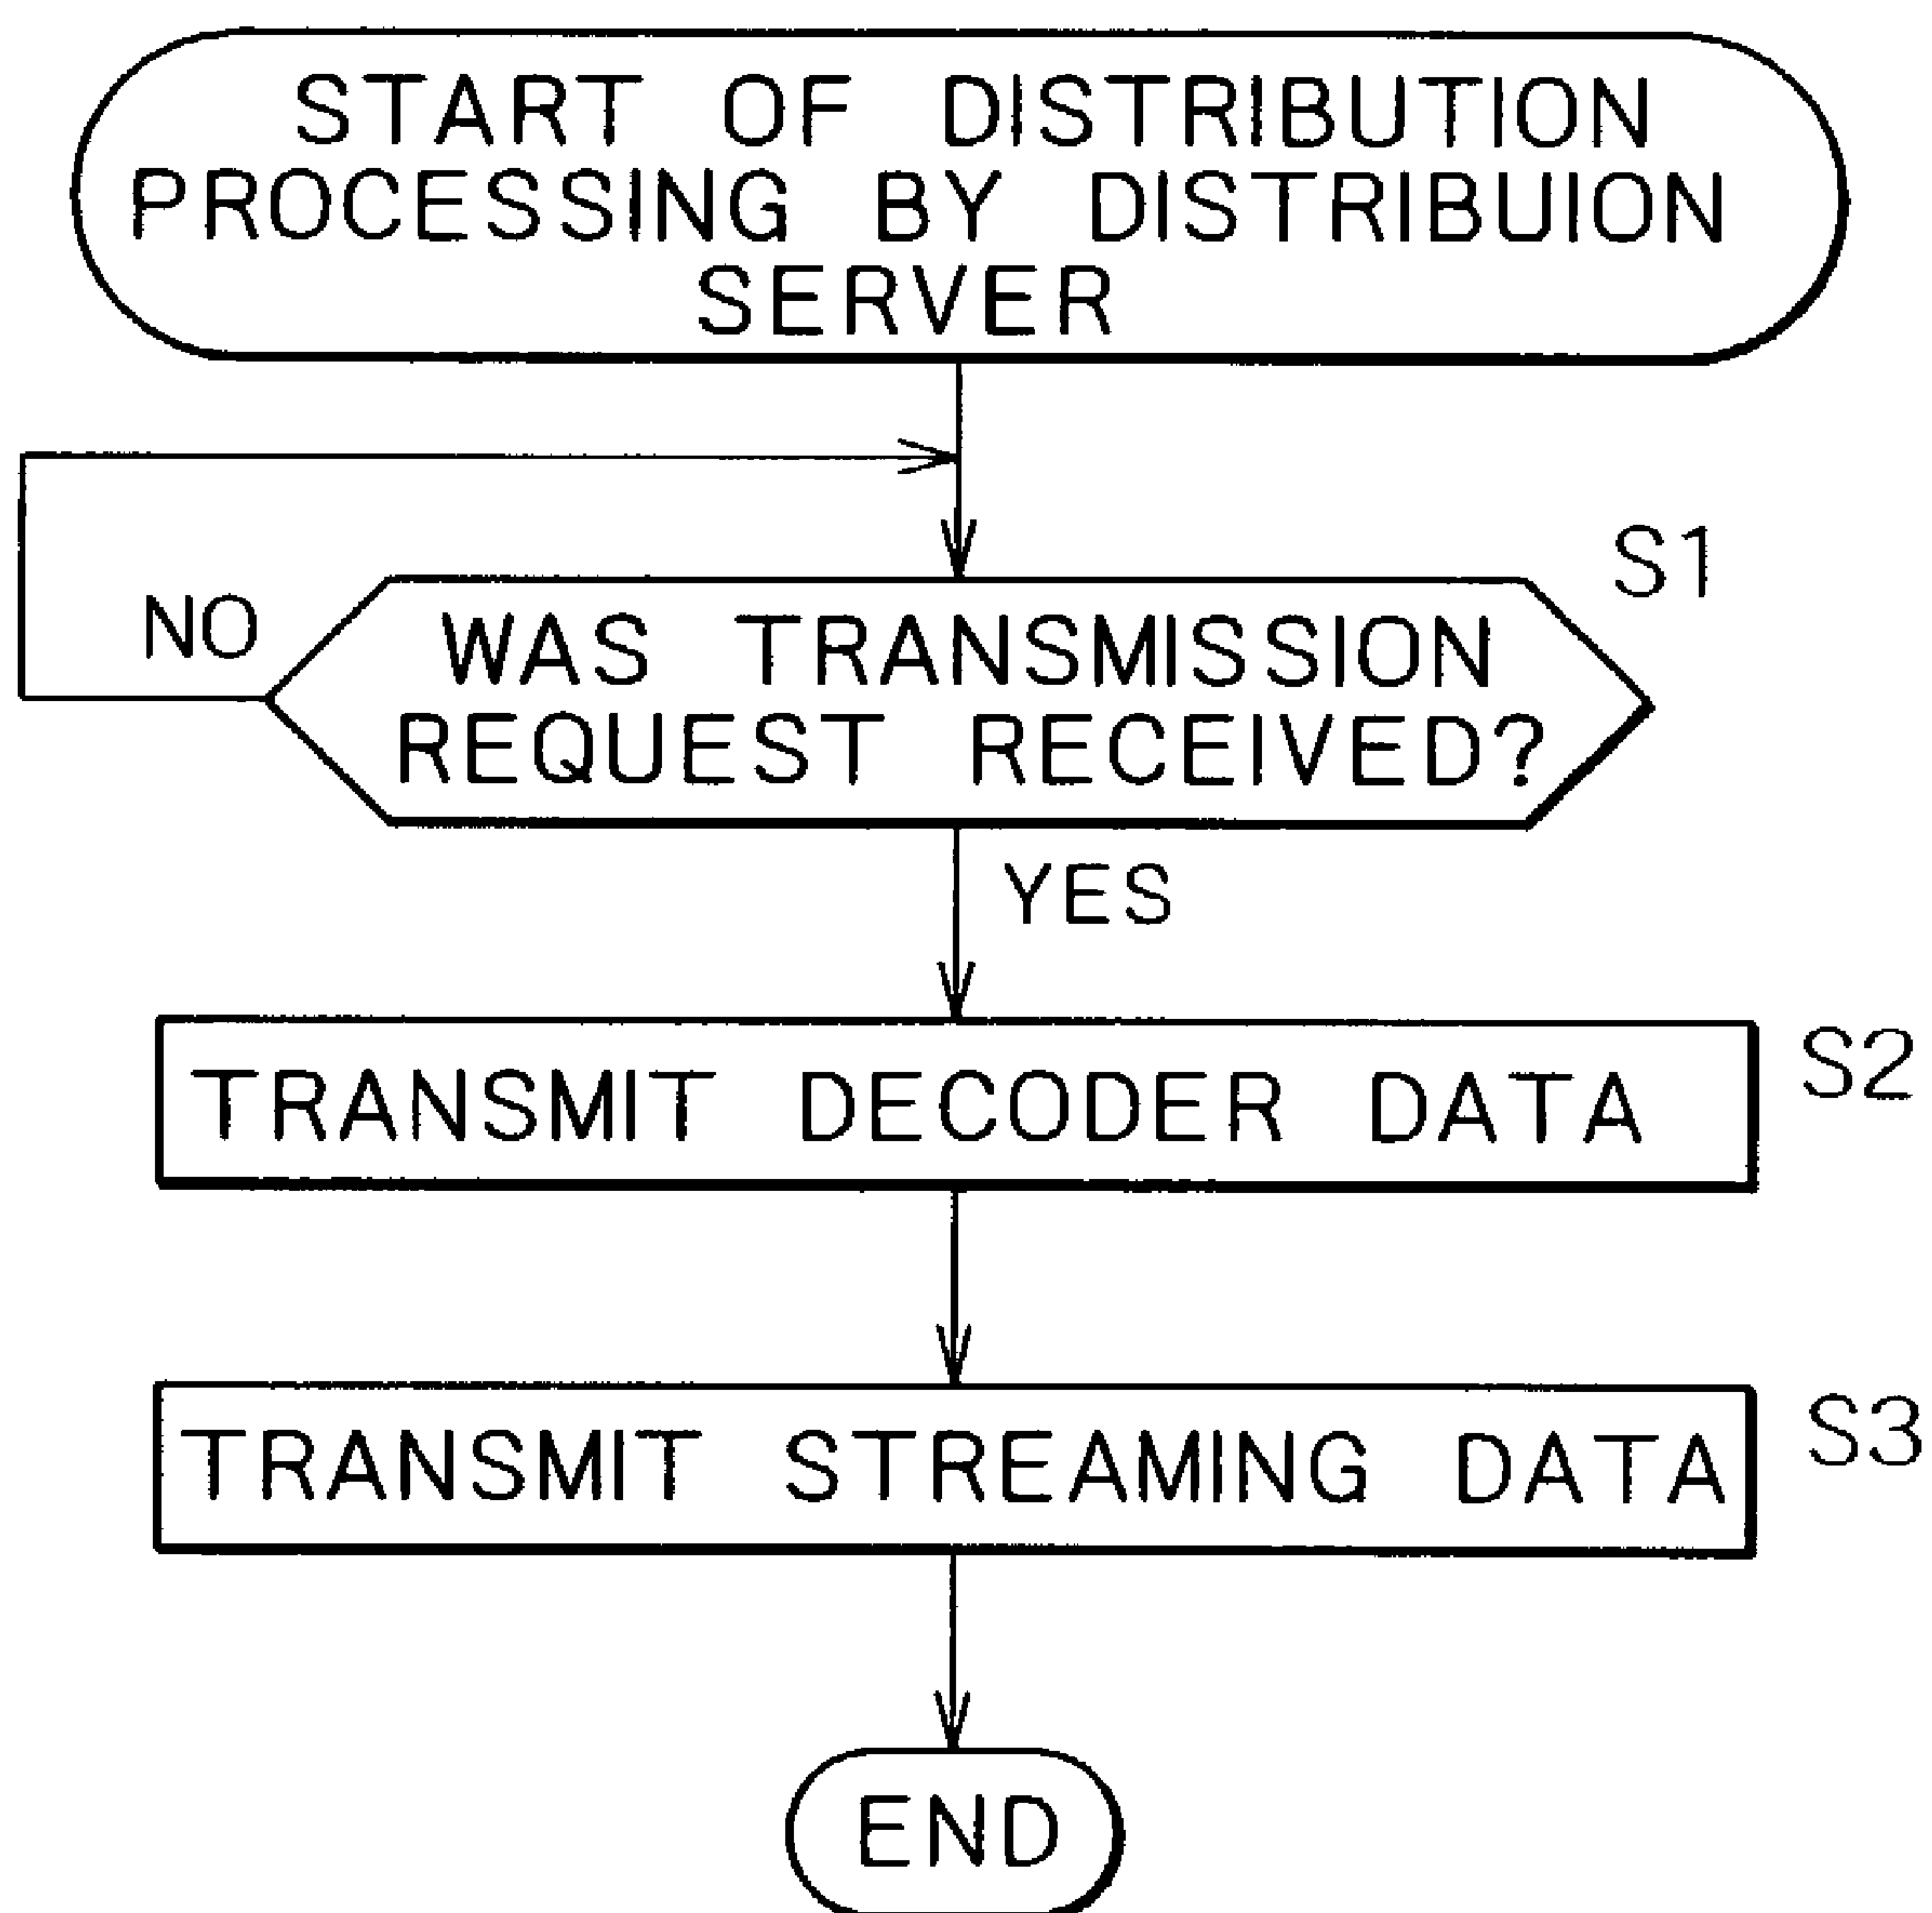 START OF DISTRIBUTION
PROCESSING BY DISTRIBUION
SERVER
S1
NO
WAS TRANSMISSION
REQUEST RECEIVED?
YES
S2
TRANSMIT DECODER DATA
S3
TRANSMIT STREAMING DATA
END